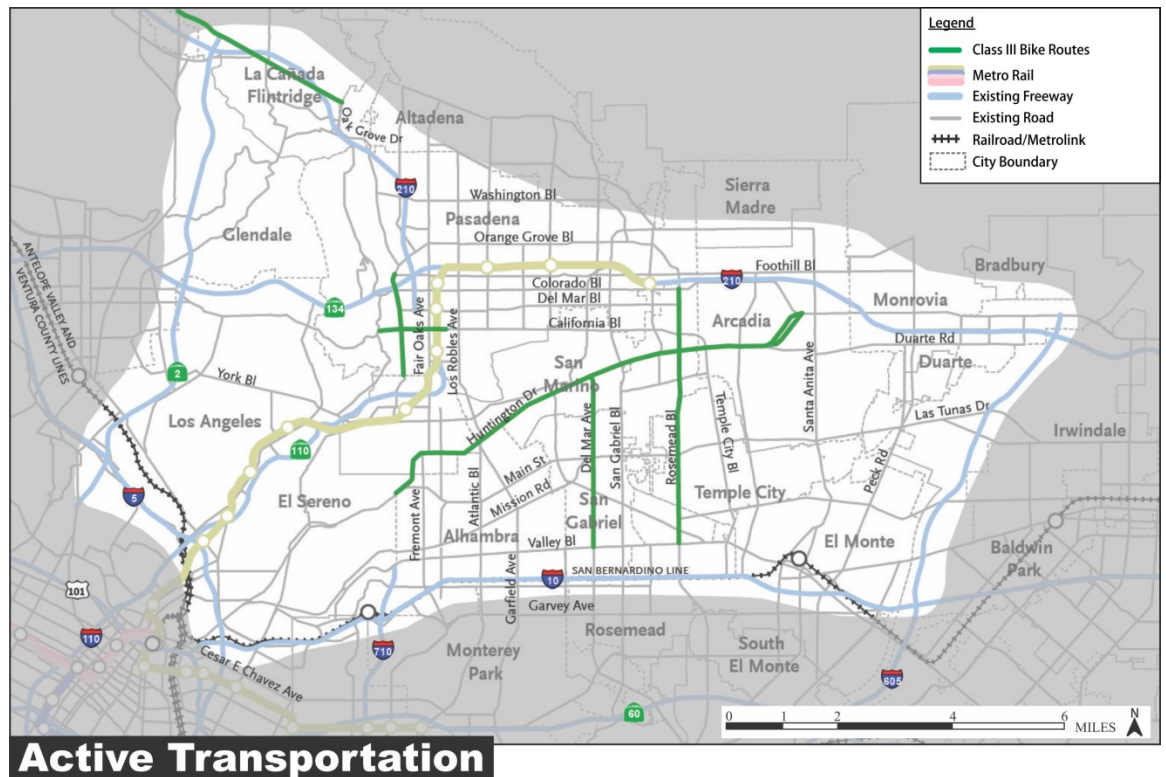 Legend
Class III Bike Routes
Metro Rail
Existing Freeway
Existing Road
Railroad/Metrolink
City Boundary
La Cañada
Flintridge
Oak Grove Dr
Altadena
210
Washington Bl
Sierra
Madre
Pasadena
Glendale
Orange Grove Bl
ANTELOPE VALLEY AND
VENTURA COUNTY LINES
Foothill Bl
Bradbury
210
Colorado Bl
Del Mar Bl
134
Fair Oaks Ave
Los Robles Ave
California Bl
Arcadia
Monrovia
Duarte Rd
Duarte
San
Marino
2
York Bl
Los Angeles
Huntington Dr
Santa Anita Ave
Las Tunas Dr
Irwindale
110
Del Mar Ave
San Gabriel Bl
Rosemead Bl
Temple City Bl
Peck Rd
Main St
Mission Rd
5
El Sereno
Fremont Ave
Atlantic Bl
San
Gabriel
Temple City
Alhambra
Valley Bl
El Monte
Baldwin
Park
SAN BERNARDINO LINE
10
101
Garfield Ave
Garvey Ave
110
Rosemead
710
Cesar E Chavez Ave
Monterey
Park
South
El Monte
605
60
0 1 2 4 6
MILES
N
Active Transportation